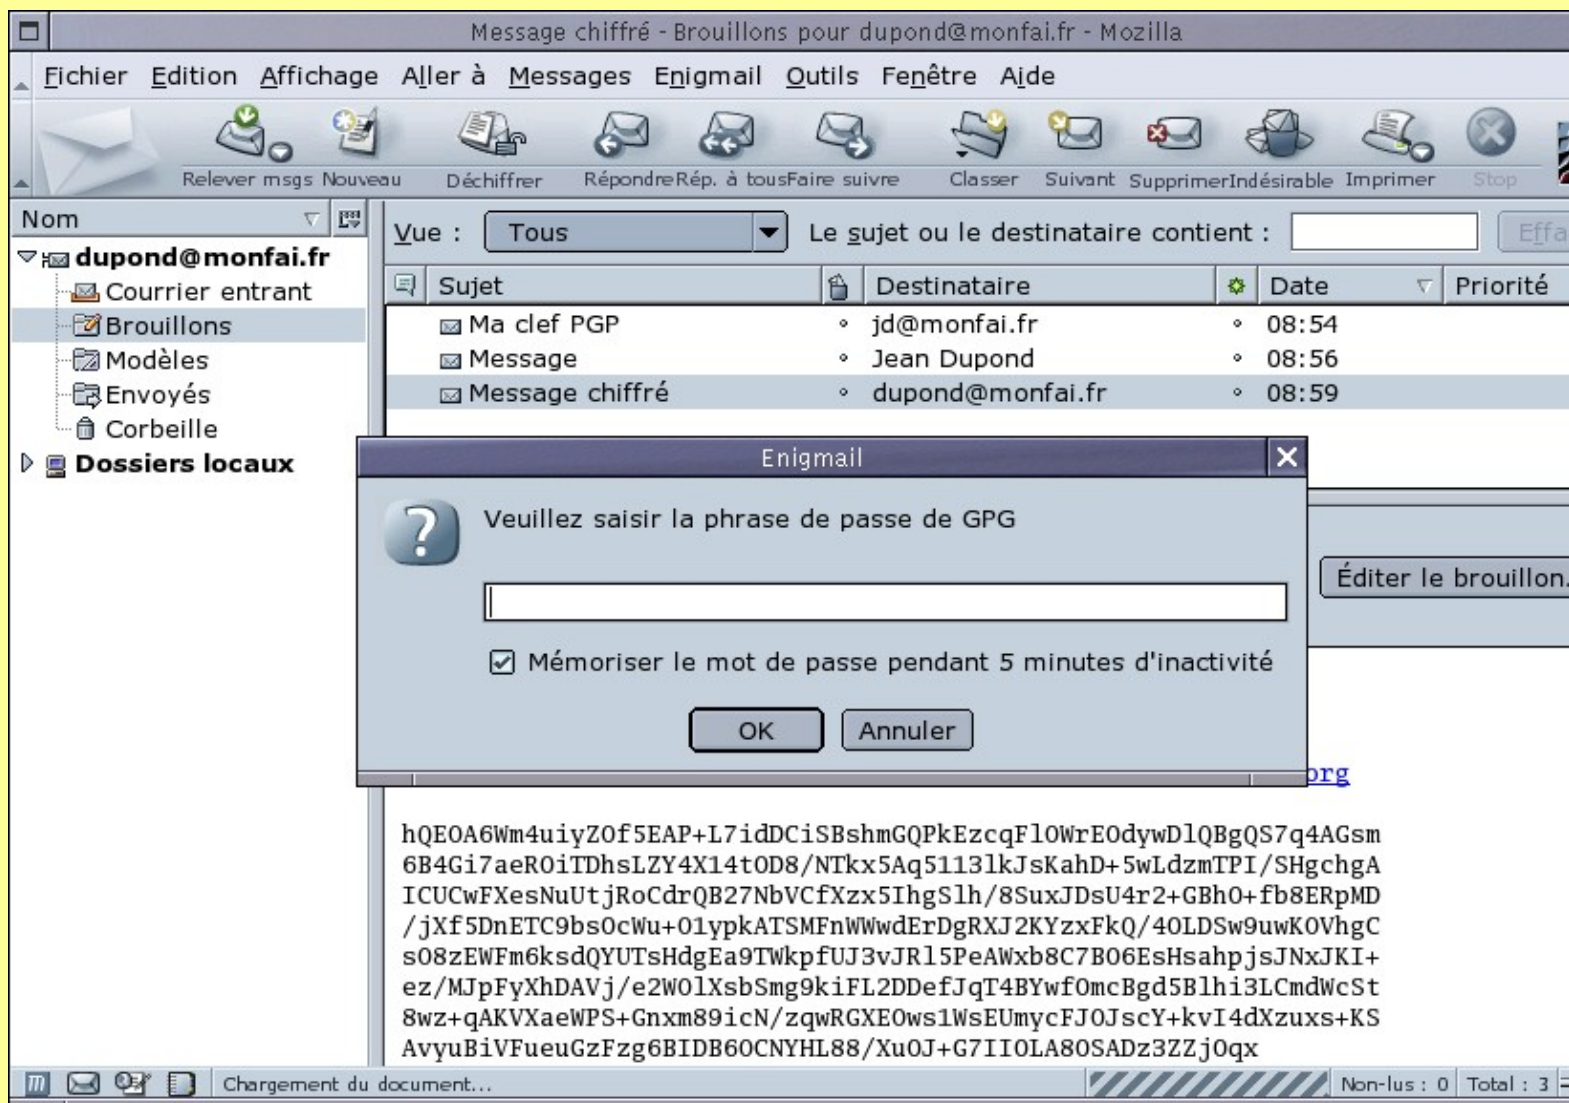 Message chiffré - Brouillons pour dupond@monfai.fr - Mozilla
Fichier Edition Affichage Aller à Messages Enigmail Outils Fenêtre Aide
Relever msgs Nouveau Déchiffrer Répondre Rép. à tous Faire suivre Classer Suivant Supprimer Indésirable Imprimer Stop
Nom
Vue : Tous Le sujet ou le destinataire contient : Effa
dupond@monfai.fr
Courrier entrant
Brouillons
Modèles
Envoyés
Corbeille
Dossiers locaux
Sujet Destinataire Date Priorité
Ma clef PGP jd@monfai.fr 08:54
Message Jean Dupond 08:56
Message chiffré dupond@monfai.fr 08:59
Enigmail
Veuillez saisir la phrase de passe de GPG
Mémoriser le mot de passe pendant 5 minutes d'inactivité
OK Annuler
Éditer le brouillon.
org
hQEOA6Wm4uiyZOf5EAP+L7idDCiSBshmGQPkEzcqFlOWrEOdywDlQBgQS7q4AGsm
6B4Gi7aeROiTDhsLZY4X14tOD8/NTkx5Aq5113lkJsKahD+5wLdzmTPI/SHgchgA
ICUCwFXesNuUtjRoCdrQB27NbVCfXzx5IhgSlh/8SuxJDsU4r2+GBhO+fb8ERpMD
/jXf5DnETC9bsOcWu+O1ypkATSMFnWWwdErDgRXJ2KYzxFkQ/4OLDSw9uwKOVhgC
sO8zEWFm6ksdQYUTsHdgEa9TWkpfUJ3vJRl5PeAWxb8C7BO6EsHsahpjsJNxJKI+
ez/MJpFyXhDAVj/e2WOlXsbSmg9kiFL2DDefJqT4BYwfOmcBgd5Blhi3LCmdWcSt
8wz+qAKVXaeWPS+Gnxm89icN/zqwRGXEOws1WsEUmycFJOJscY+kvI4dXzuxs+KS
AvyuBiVFueuGzFzg6BIDB6OCNYHL88/XuOJ+G7IIOLA8OSADz3ZZjOqx
Chargement du document... Non-lus : 0 Total : 3